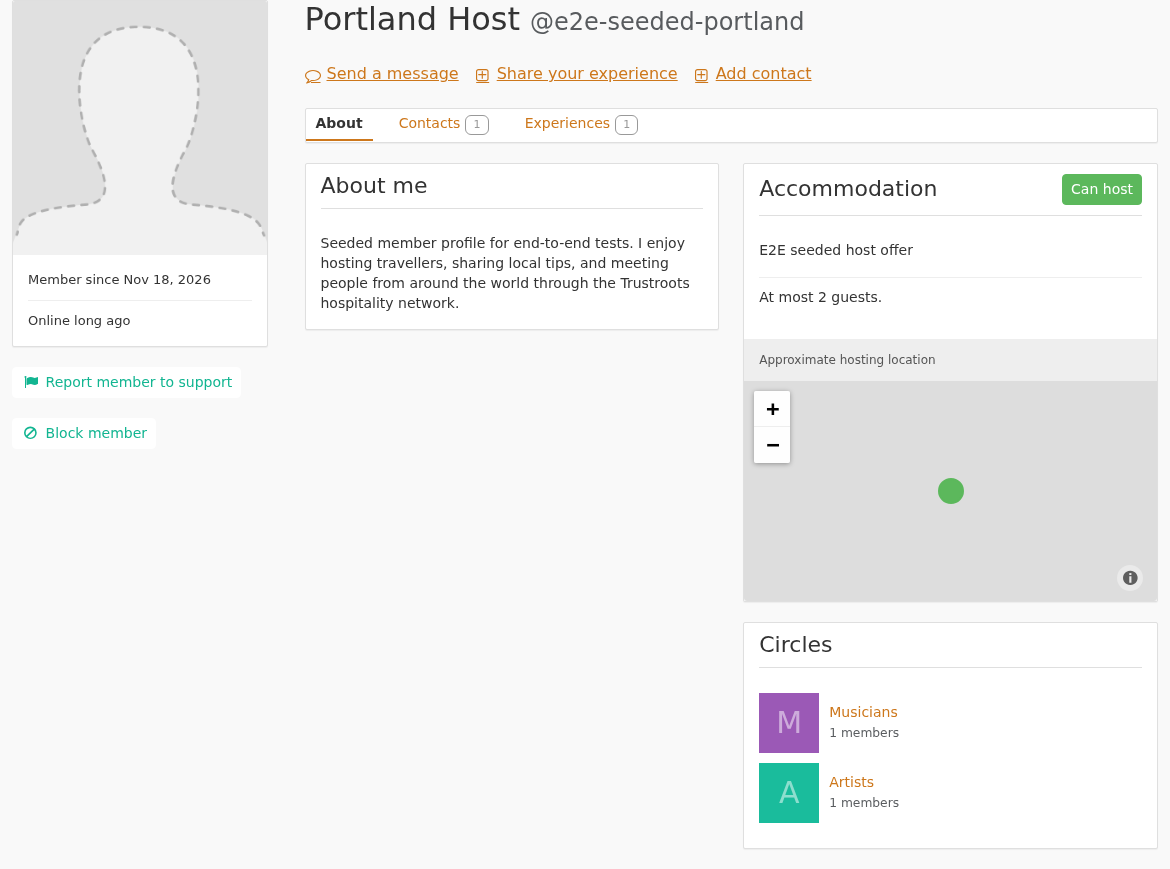 Portland Host @e2e-seeded-portland
Send a message Share your experience Add contact
About Contacts 1 Experiences 1
Member since Nov 18, 2026
Online long ago
Report member to support
Block member
About me
Seeded member profile for end-to-end tests. I enjoy
hosting travellers, sharing local tips, and meeting
people from around the world through the Trustroots
hospitality network.
Accommodation Can host
E2E seeded host offer
At most 2 guests.
Approximate hosting location
+
−
Circles
M
Musicians
1 members
A
Artists
1 members